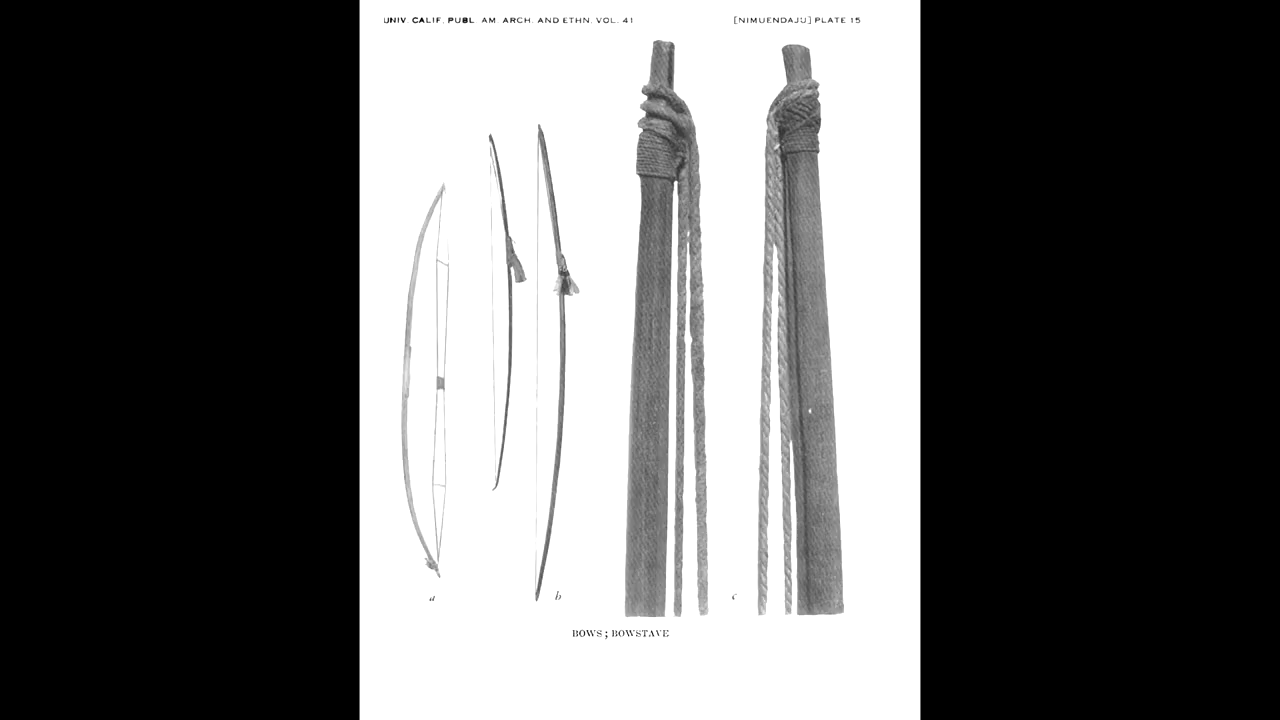 UNIV. CALIF. PUBL. AM. ARCH. AND ETHN. VOL. 41
[NIMUENDAJU] PLATE 15
a
b
c
BOWS; BOWSTAVE